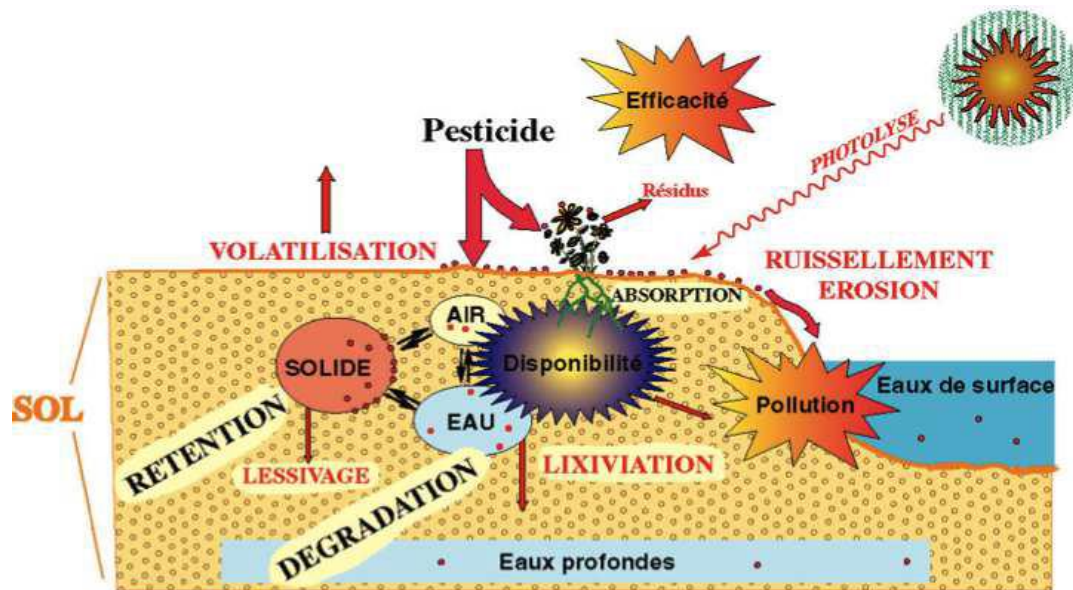 Efficacité
Pesticide
PHOTOLYSE
Résidus
VOLATILISATION
RUISSELLEMENT
EROSION
ABSORPTION
AIR
SOLIDE
Disponibilité
Eaux de surface
SOL
EAU
Pollution
RETENTION
LESSIVAGE
LIXIVIATION
DEGRADATION
Eaux profondes